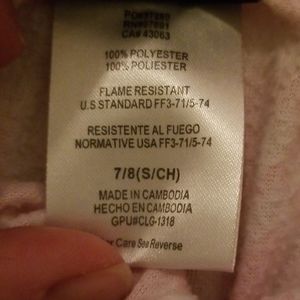 CA# 43063
100% POLYESTER
100% POLIESTER
FLAME RESISTANT
U.S STANDARD FF3-71/5-74
RESISTENTE AL FUEGO
NORMATIVE USA FF3-71/5-74
7/8(S/CH)
MADE IN CAMBODIA
HECHO EN CAMBODIA
GPU#CLG-1318
Care See Reverse